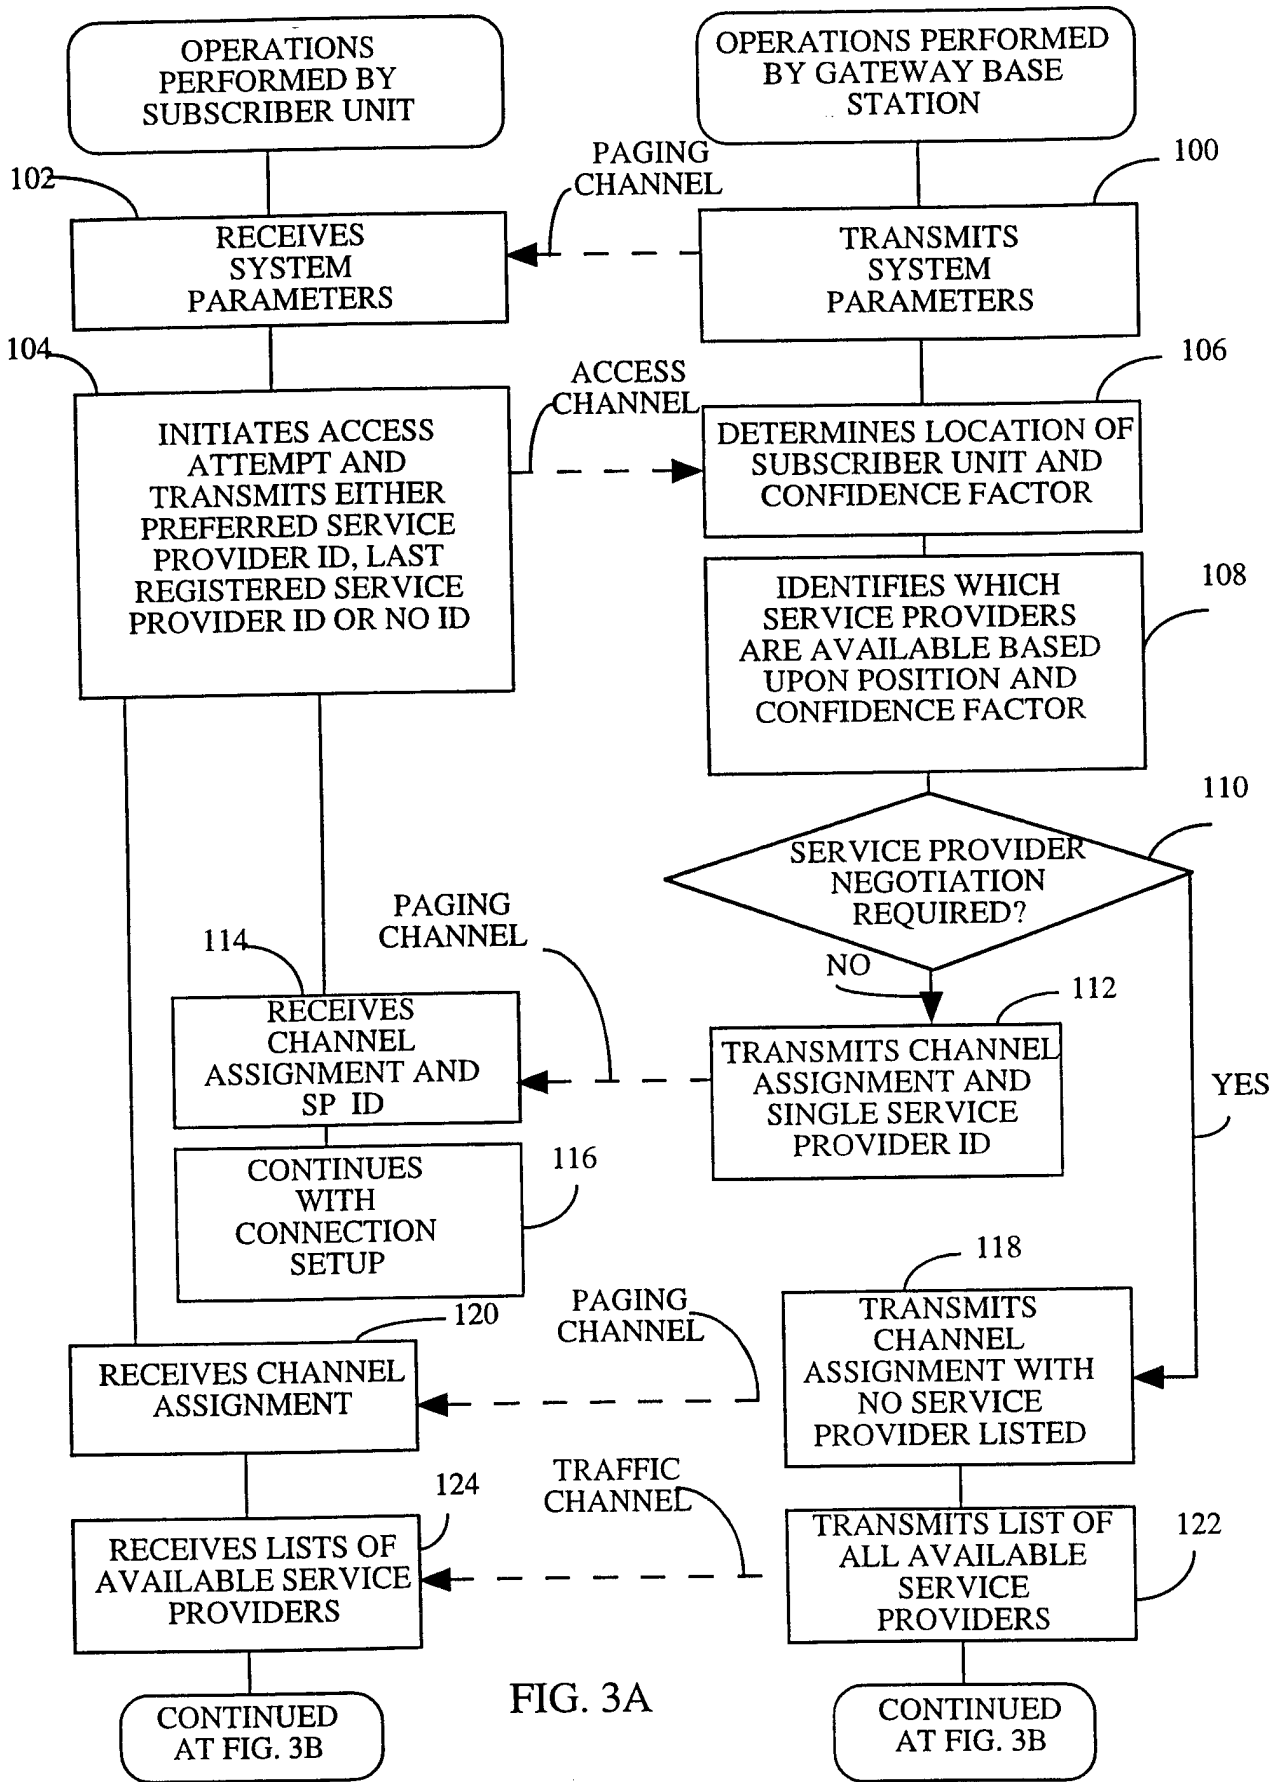 OPERATIONS
PERFORMED BY
SUBSCRIBER UNIT
OPERATIONS PERFORMED
BY GATEWAY BASE
STATION
PAGING
CHANNEL
100
102
RECEIVES
SYSTEM
PARAMETERS
TRANSMITS
SYSTEM
PARAMETERS
104
ACCESS
CHANNEL
106
INITIATES ACCESS
ATTEMPT AND
TRANSMITS EITHER
PREFERRED SERVICE
PROVIDER ID, LAST
REGISTERED SERVICE
PROVIDER ID OR NO ID
DETERMINES LOCATION OF
SUBSCRIBER UNIT AND
CONFIDENCE FACTOR
IDENTIFIES WHICH
SERVICE PROVIDERS
ARE AVAILABLE BASED
UPON POSITION AND
CONFIDENCE FACTOR
108
110
SERVICE PROVIDER
NEGOTIATION
REQUIRED?
PAGING
CHANNEL
114
NO
112
RECEIVES
CHANNEL
ASSIGNMENT AND
SP ID
TRANSMITS CHANNEL
ASSIGNMENT AND
SINGLE SERVICE
PROVIDER ID
YES
CONTINUES
WITH
CONNECTION
SETUP
116
118
PAGING
CHANNEL
120
TRANSMITS
CHANNEL
ASSIGNMENT WITH
NO SERVICE
PROVIDER LISTED
RECEIVES CHANNEL
ASSIGNMENT
TRAFFIC
CHANNEL
124
122
RECEIVES LISTS OF
AVAILABLE SERVICE
PROVIDERS
TRANSMITS LIST OF
ALL AVAILABLE
SERVICE
PROVIDERS
FIG. 3A
CONTINUED
AT FIG. 3B
CONTINUED
AT FIG. 3B